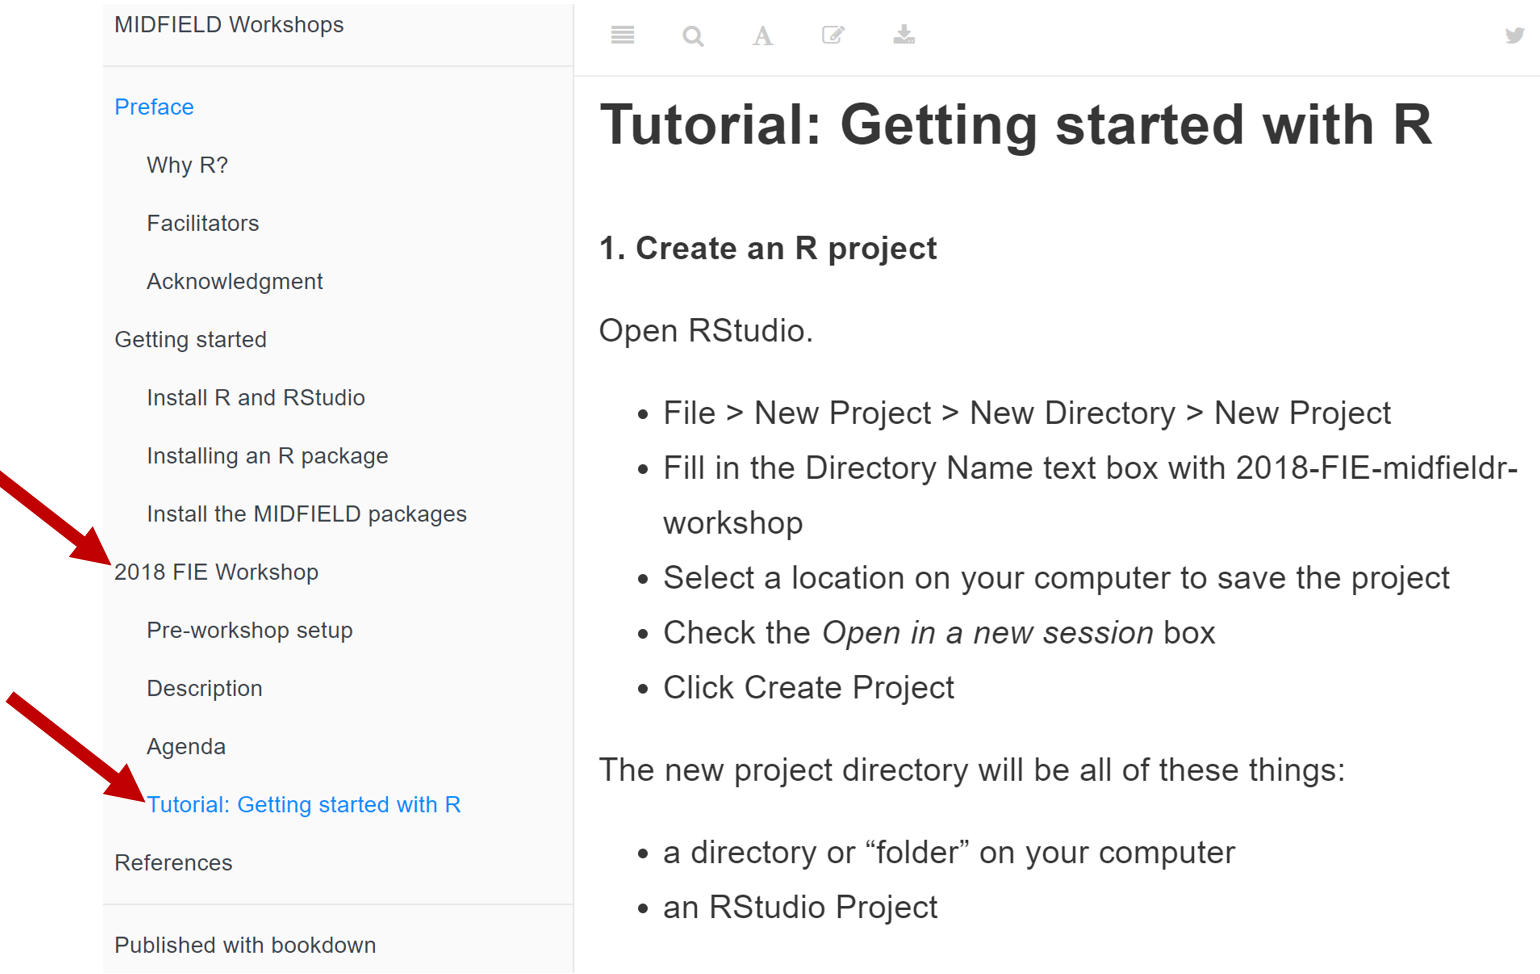 MIDFIELD Workshops
Preface
Why R?
Facilitators
Acknowledgment
Getting started
Install R and RStudio
Installing an R package
Install the MIDFIELD packages
2018 FIE Workshop
Pre-workshop setup
Description
Agenda
Tutorial: Getting started with R
References
Published with bookdown
A
Tutorial: Getting started with R
1. Create an R project
Open RStudio.
• File > New Project > New Directory > New Project
• Fill in the Directory Name text box with 2018-FIE-midfieldr-
workshop
• Select a location on your computer to save the project
• Check the Open in a new session box
• Click Create Project
The new project directory will be all of these things:
• a directory or “folder” on your computer
• an RStudio Project